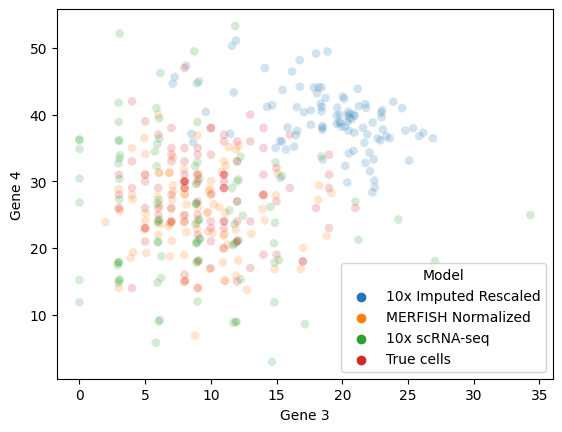 50
40
30
20
10
Gene 4
0
5
10
15
20
25
30
35
Gene 3
Model
10x Imputed Rescaled
MERFISH Normalized
10x scRNA-seq
True cells